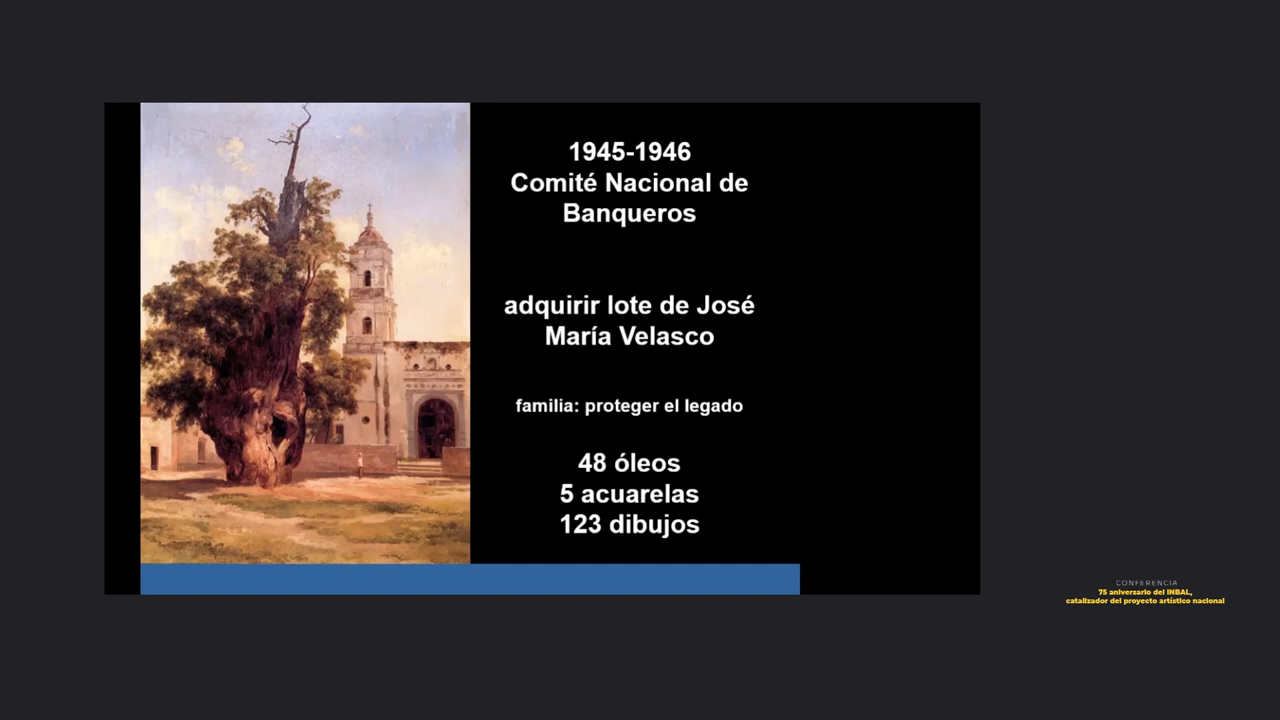 1945-1946
Comité Nacional de
Banqueros
adquirir lote de José
María Velasco
familia: proteger el legado
48 óleos
5 acuarelas
123 dibujos
CONFERENCIA
75 aniversario del INBAL,
catalizador del proyecto artístico nacional